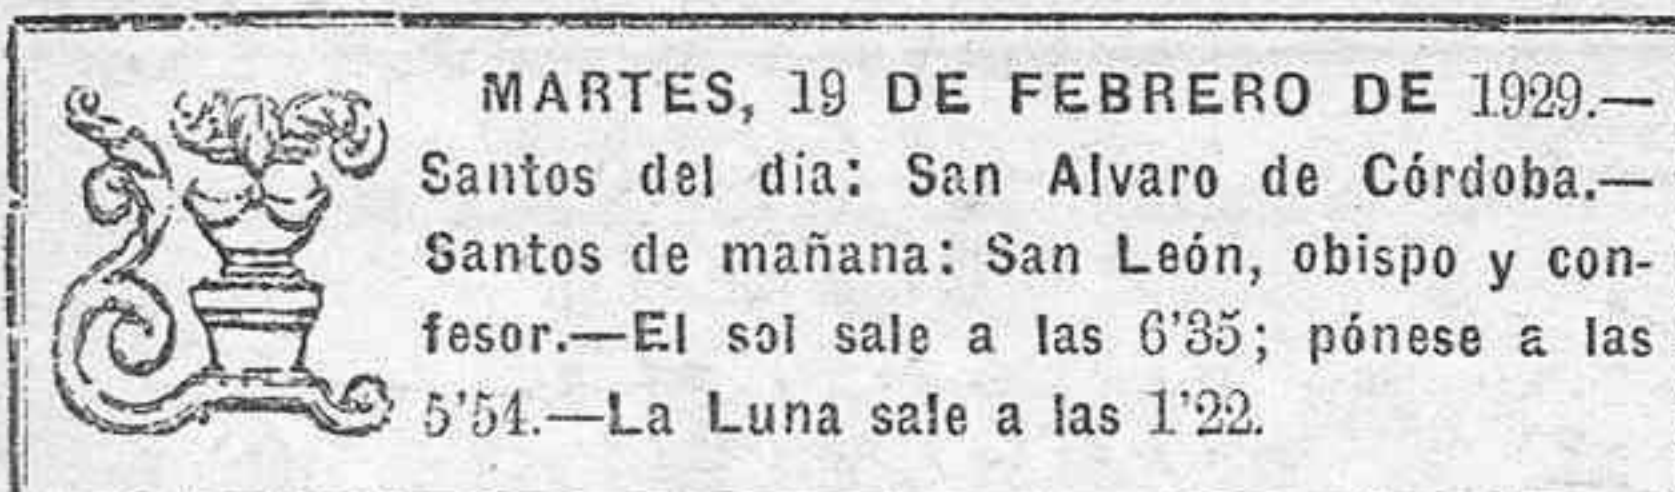 MARTES, 19 DE FEBRERO DE 1929.—
Santos del dia: San Alvaro de Córdoba.—
Santos de mañana: San León, obispo y con-
fesor.—El sol sale a las 6'35; pónese a las
5'54.—La Luna sale a las 1'22.